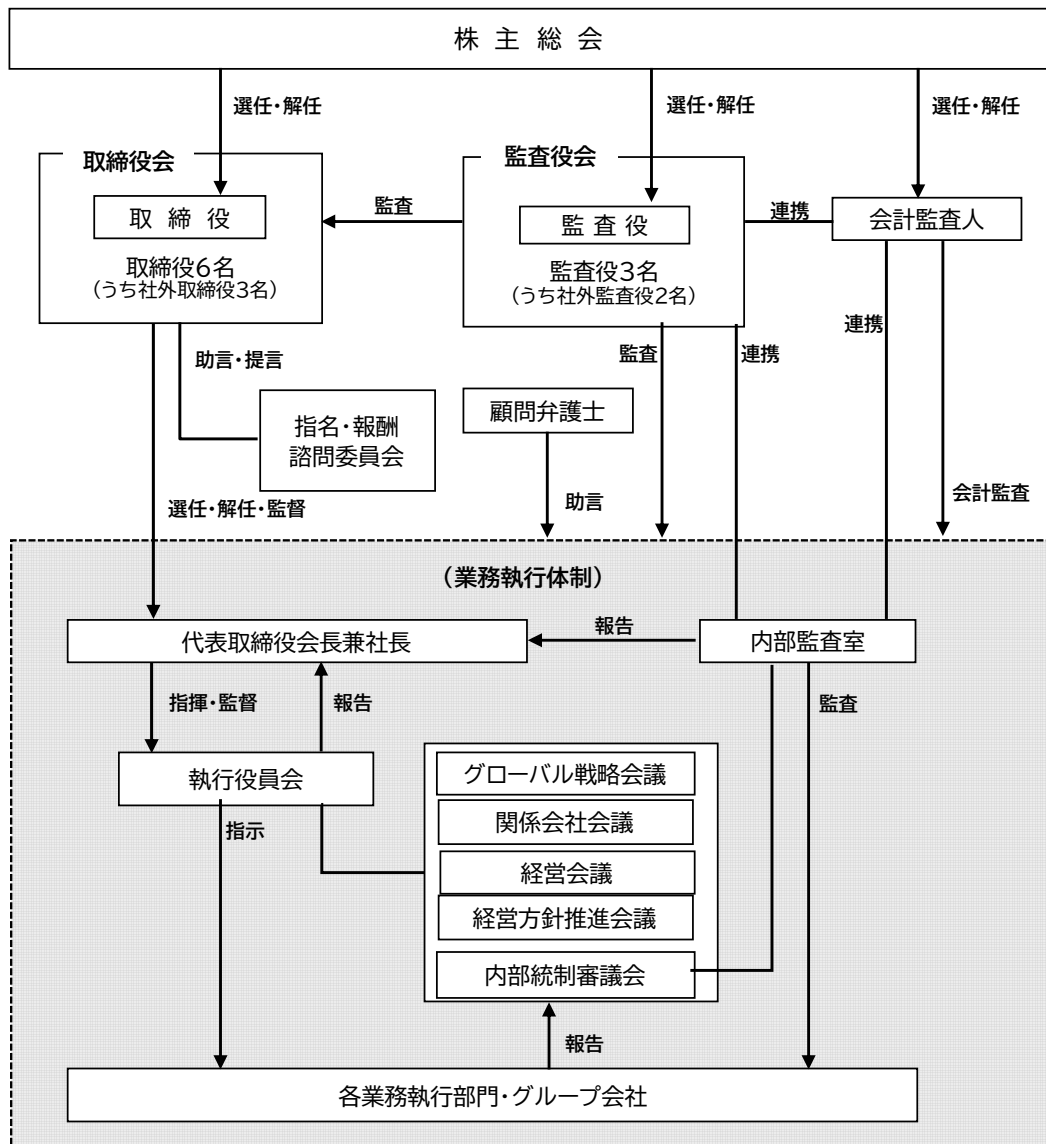 株 主 総 会
選任・解任
選任・解任
選任・解任
取締役会
監査役会
取 締 役
監査
監 査 役
連携
会計監査人
取締役6名
(うち社外取締役3名)
監査役3名
(うち社外監査役2名)
助言・提言
監査
連携
連携
指名・報酬
諮問委員会
顧問弁護士
選任・解任・監督
助言
会計監査
(業務執行体制)
代表取締役会長兼社長
報告
内部監査室
指揮・監督
報告
監査
執行役員会
グローバル戦略会議
関係会社会議
指示
経営会議
経営方針推進会議
内部統制審議会
報告
各業務執行部門・グループ会社